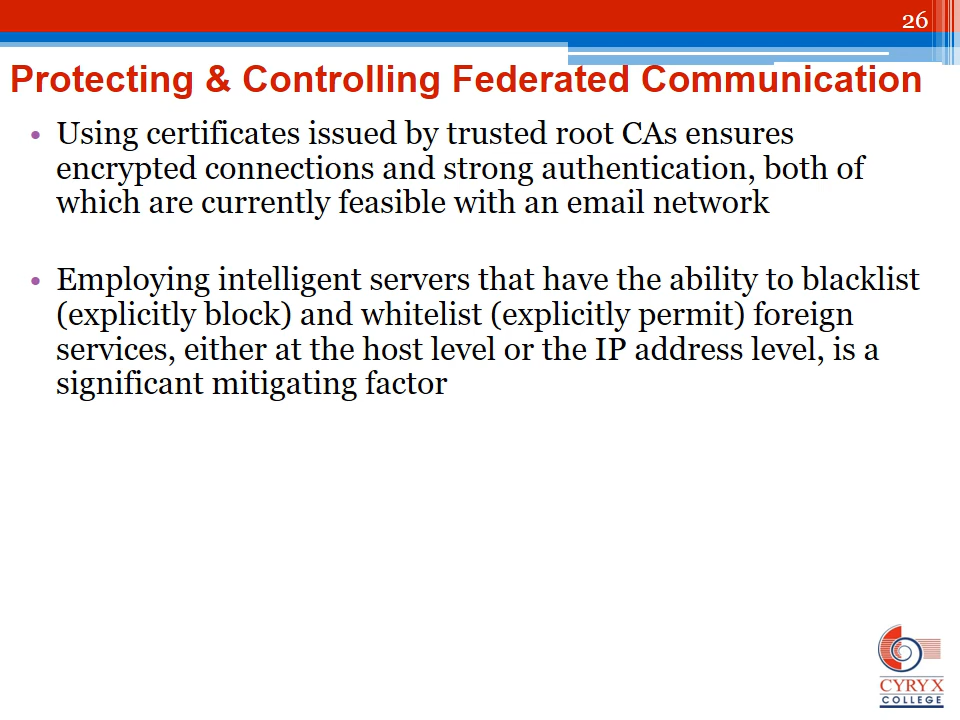 26
Protecting & Controlling Federated Communication
• Using certificates issued by trusted root CAs ensures
encrypted connections and strong authentication, both of
which are currently feasible with an email network
• Employing intelligent servers that have the ability to blacklist
(explicitly block) and whitelist (explicitly permit) foreign
services, either at the host level or the IP address level, is a
significant mitigating factor
CYRYX
COLLEGE